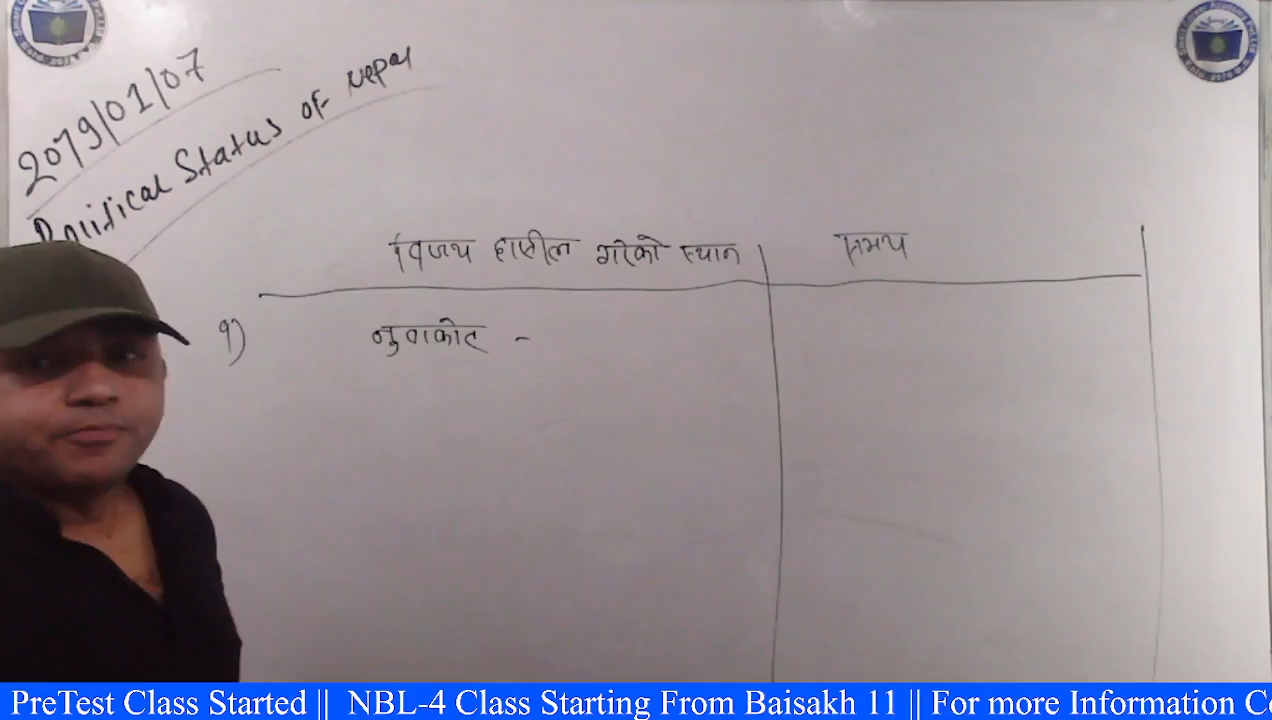 2079/01/07
Political Status of Nepal
विजय हासील गरेको स्थान
समय
१) नुवाकोट -
PreTest Class Started || NBL-4 Class Starting From Baisakh 11 || For more Information Co